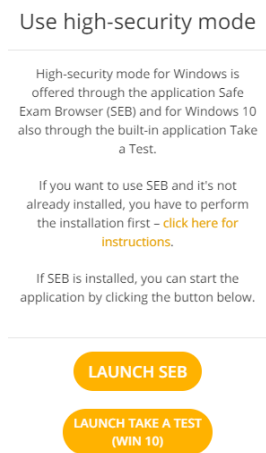 Use high-security mode
High-security mode for Windows is
offered through the application Safe
Exam Browser (SEB) and for Windows 10
also through the built-in application Take
a Test.
If you want to use SEB and it's not
already installed, you have to perform
the installation first – click here for
instructions.
If SEB is installed, you can start the
application by clicking the button below.
LAUNCH SEB
LAUNCH TAKE A TEST
(WIN 10)